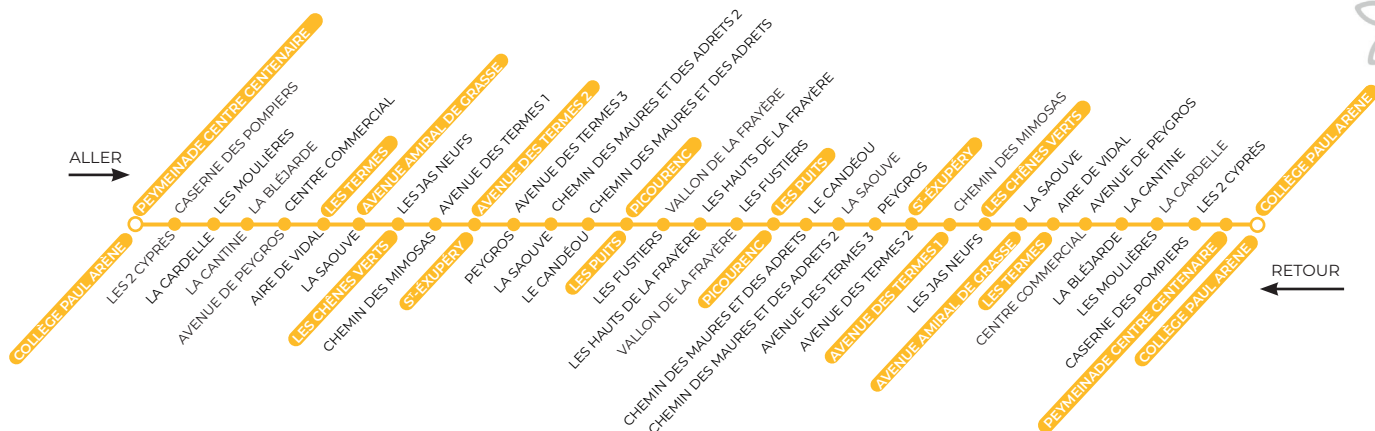 ALLER
PEYMEINADE CENTRE CENTENAIRE
CASERNE DES POMPIERS
LES MOULIÈRES
LA BLÉJARDE
CENTRE COMMERCIAL
LES TERMES
AVENUE AMIRAL DE GRASSE
LES JAS NEUFS
AVENUE DES TERMES 1
AVENUE DES TERMES 2
AVENUE DES TERMES 3
CHEMIN DES MAURES ET DES ADRETS 2
CHEMIN DES MAURES ET DES ADRETS
PICOURENC
VALLON DE LA FRAYÈRE
LES HAUTS DE LA FRAYÈRE
LES FUSTIERS
LES PUITS
LE CANDÉOU
LA SAOUVE
PEYGROS
ST-ÉXUPÉRY
CHEMIN DES MIMOSAS
LES CHÊNES VERTS
LA SAOUVE
AIRE DE VIDAL
AVENUE DE PEYGROS
LA CANTINE
LA CARDELLE
LES 2 CYPRÈS
COLLÈGE PAUL ARÈNE
COLLÈGE PAUL ARÈNE
LES 2 CYPRÈS
LA CARDELLE
LA CANTINE
AVENUE DE PEYGROS
AIRE DE VIDAL
LA SAOUVE
LES CHÊNES VERTS
CHEMIN DES MIMOSAS
ST-ÉXUPÉRY
PEYGROS
LA SAOUVE
LE CANDÉOU
LES PUITS
LES FUSTIERS
LES HAUTS DE LA FRAYÈRE
VALLON DE LA FRAYÈRE
PICOURENC
CHEMIN DES MAURES ET DES ADRETS
CHEMIN DES MAURES ET DES ADRETS 2
AVENUE DES TERMES 3
AVENUE DES TERMES 2
AVENUE DES TERMES 1
LES JAS NEUFS
AVENUE AMIRAL DE GRASSE
LES TERMES
CENTRE COMMERCIAL
LA BLÉJARDE
LES MOULIÈRES
CASERNE DES POMPIERS
PEYMEINADE CENTRE CENTENAIRE
COLLÈGE PAUL ARÈNE
RETOUR